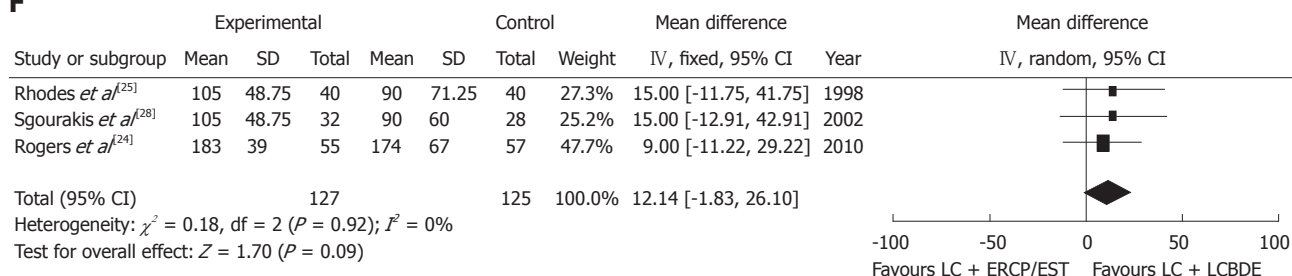 F
Experimental Control Mean difference Mean difference
Study or subgroup Mean SD Total Mean SD Total Weight IV, fixed, 95% CI Year IV, random, 95% CI
Rhodes et al[25] 105 48.75 40 90 71.25 40 27.3% 15.00 [-11.75, 41.75] 1998
Sgourakis et al[28] 105 48.75 32 90 60 28 25.2% 15.00 [-12.91, 42.91] 2002
Rogers et al[24] 183 39 55 174 67 57 47.7% 9.00 [-11.22, 29.22] 2010
Total (95% CI) 127 125 100.0% 12.14 [-1.83, 26.10]
Heterogeneity: χ² = 0.18, df = 2 (P = 0.92); I² = 0%
Test for overall effect: Z = 1.70 (P = 0.09)
-100 -50 0 50 100
Favours LC + ERCP/EST Favours LC + LCBDE